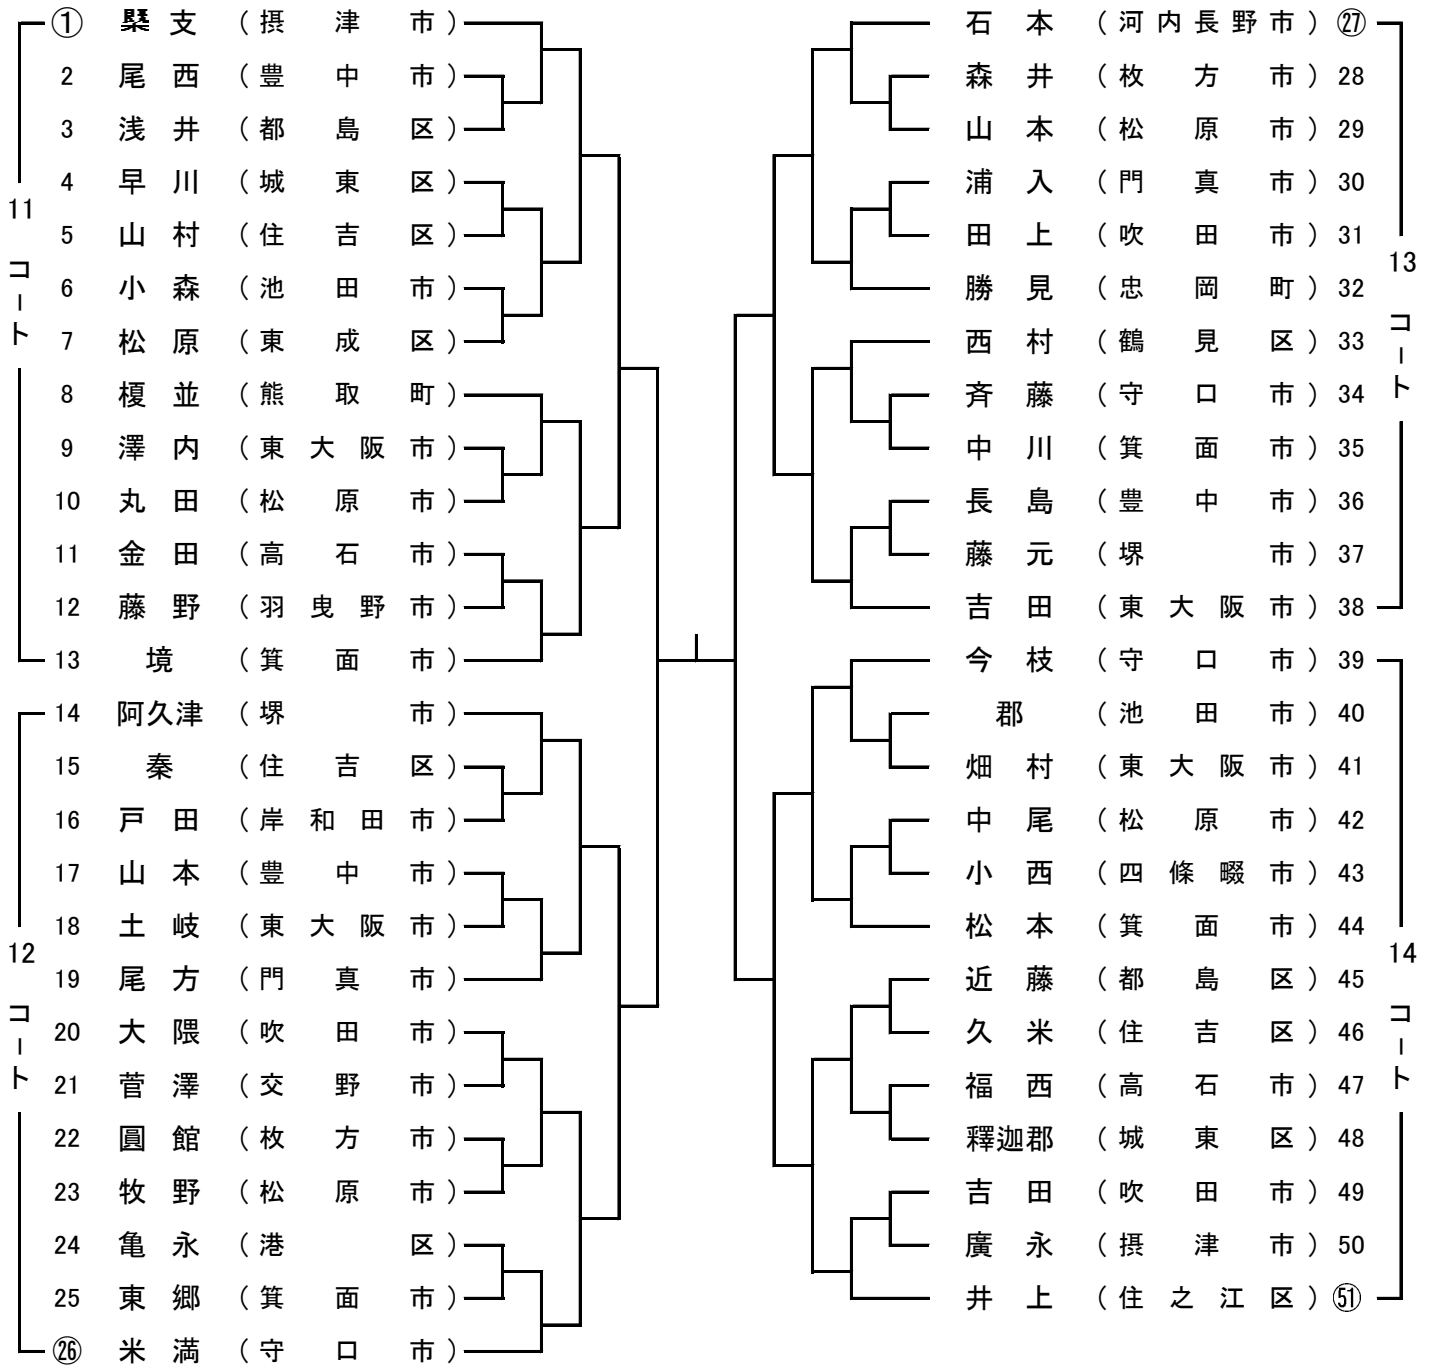 ① 支 (摂津市)
2 尾西 (豊中市)
3 浅井 (都島区)
4 早川 (城東区)
5 山村 (住吉区)
6 小森 (池田市)
7 松原 (東成区)
8 榎並 (熊取町)
9 澤内 (東大阪市)
10 丸田 (松原市)
11 金田 (高石市)
12 藤野 (羽曳野市)
13 境 (箕面市)
11コート
14 阿久津 (堺市)
15 秦 (住吉区)
16 戸田 (岸和田市)
17 山本 (豊中市)
18 土岐 (東大阪市)
19 尾方 (門真市)
20 大隈 (吹田市)
21 菅澤 (交野市)
22 圓館 (枚方市)
23 牧野 (松原市)
24 亀永 (港区)
25 東郷 (箕面市)
㉖ 米満 (守口市)
12コート
石本 (河内長野市) ㉗
森井 (枚方市) 28
山本 (松原市) 29
浦入 (門真市) 30
田上 (吹田市) 31
勝見 (忠岡町) 32
西村 (鶴見区) 33
斉藤 (守口市) 34
中川 (箕面市) 35
長島 (豊中市) 36
藤元 (堺市) 37
吉田 (東大阪市) 38
13コート
今枝 (守口市) 39
郡 (池田市) 40
畑村 (東大阪市) 41
中尾 (松原市) 42
小西 (四條畷市) 43
松本 (箕面市) 44
近藤 (都島区) 45
久米 (住吉区) 46
福西 (高石市) 47
釋迦郡 (城東区) 48
吉田 (吹田市) 49
廣永 (摂津市) 50
井上 (住之江区) 51
14コート